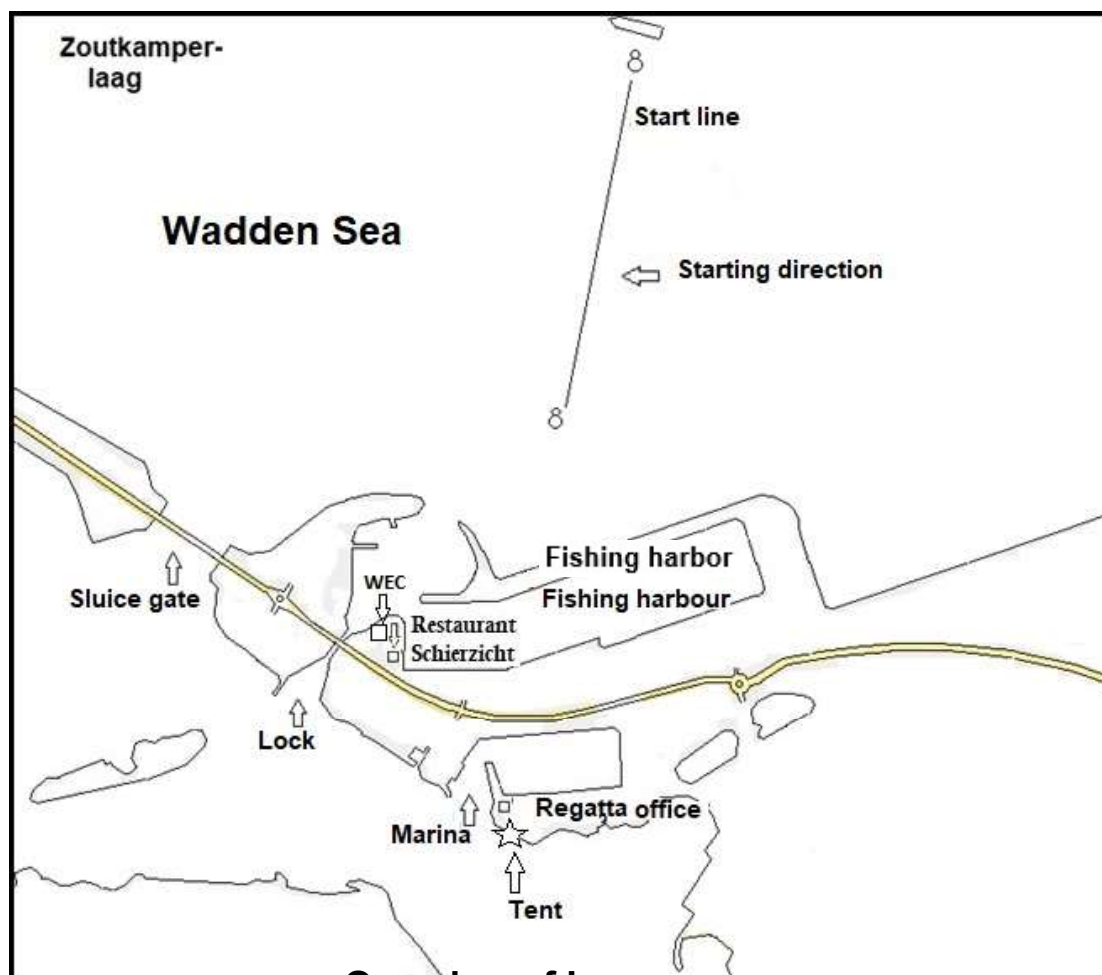 Zoutkamper-
laag
Start line
Wadden Sea
Starting direction
Fishing harbor
Fishing harbour
Sluice gate
WEC
Restaurant
Schierzicht
Lock
Regatta office
Marina
Tent